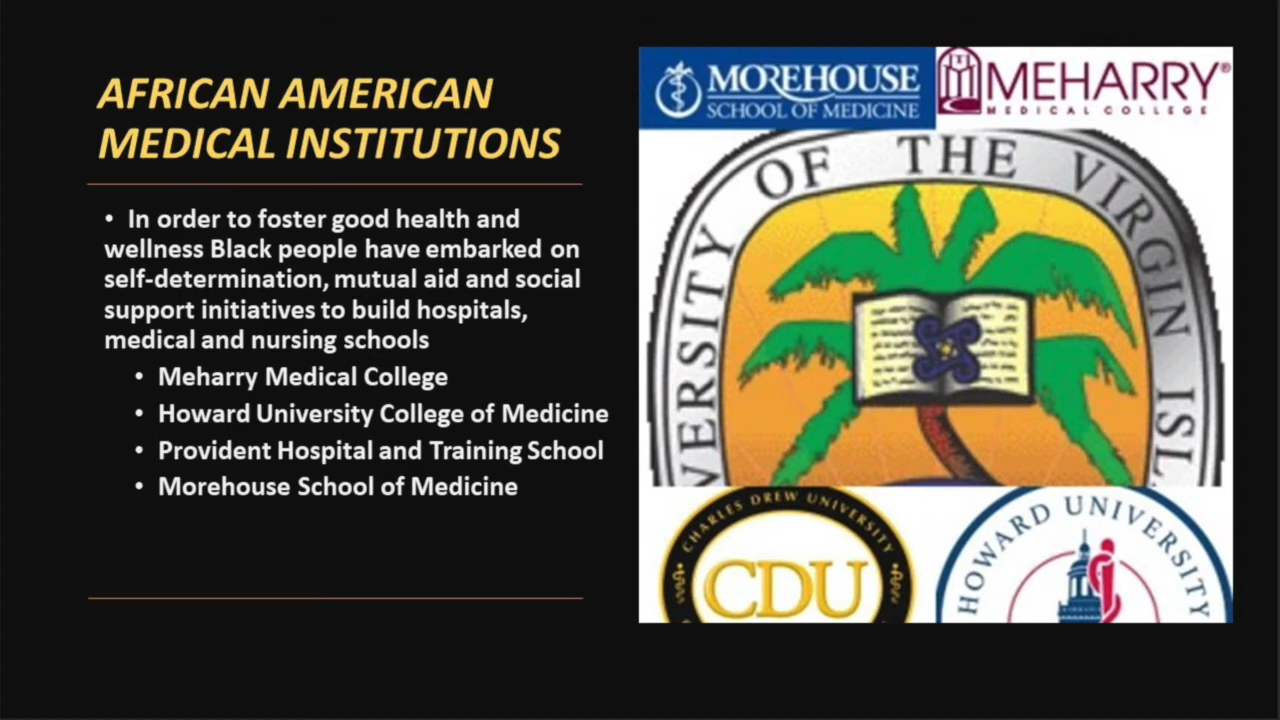 AFRICAN AMERICAN
MEDICAL INSTITUTIONS
• In order to foster good health and
wellness Black people have embarked on
self-determination, mutual aid and social
support initiatives to build hospitals,
medical and nursing schools
• Meharry Medical College
• Howard University College of Medicine
• Provident Hospital and Training School
• Morehouse School of Medicine
MOREHOUSE
SCHOOL OF MEDICINE
MEHARRY®
MEDICAL COLLEGE
VERSITY OF THE VIRGIN ISL
CHARLES DREW UNIVERSITY
CDU
HOWARD UNIVERSITY